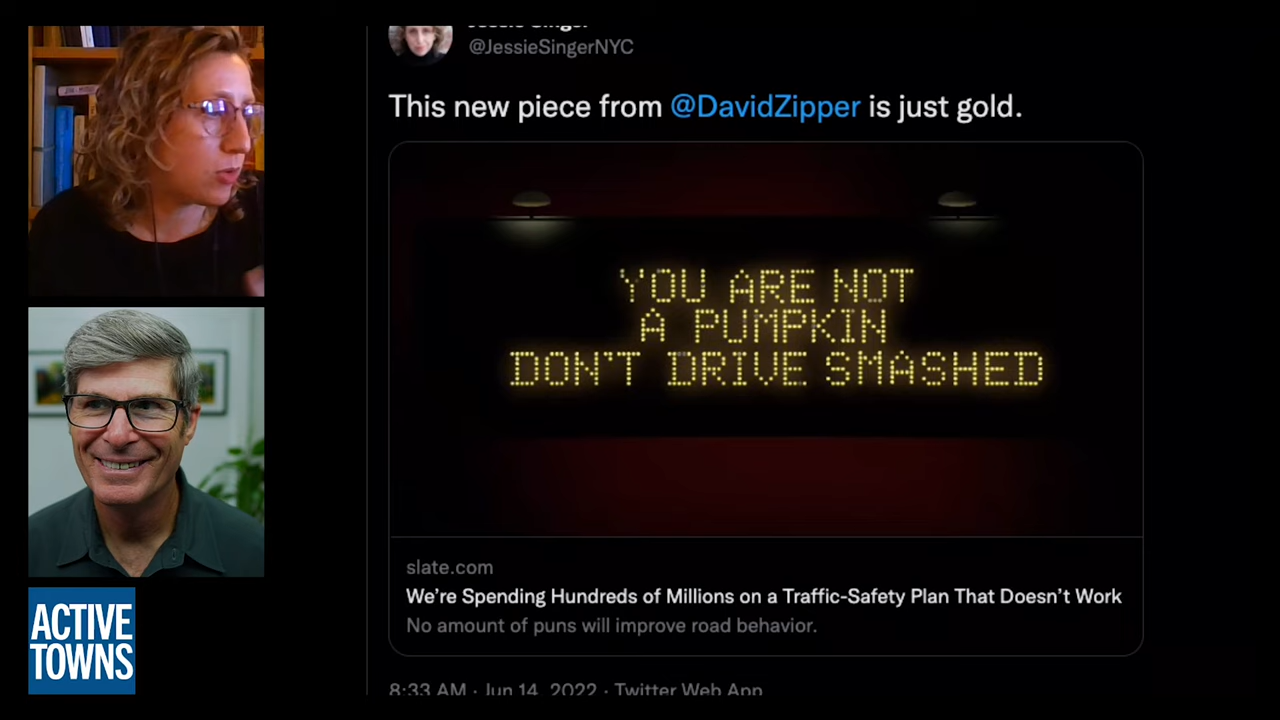 Jessie Singer
@JessieSingerNYC
This new piece from @DavidZipper is just gold.
YOU ARE NOT
A PUMPKIN
DON'T DRIVE SMASHED
slate.com
We're Spending Hundreds of Millions on a Traffic-Safety Plan That Doesn't Work
No amount of puns will improve road behavior.
8:33 AM · Jun 14, 2022 · Twitter Web App
ACTIVE
TOWNS